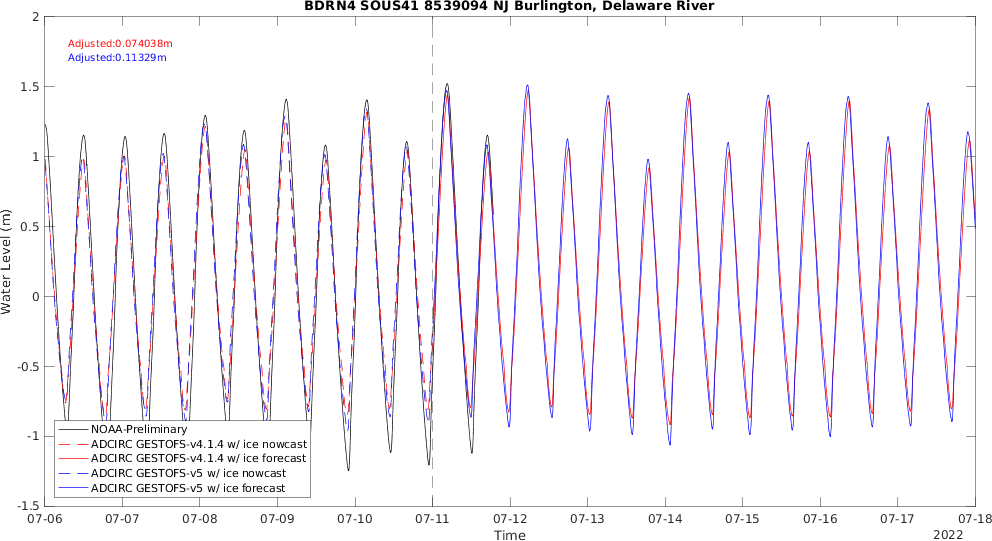 BDRN4 SOUS41 8539094 NJ Burlington, Delaware River
Adjusted:0.074038m
Adjusted:0.11329m
Water Level (m)
2
1.5
1
0.5
0
-0.5
-1
-1.5
NOAA-Preliminary
ADCIRC GESTOFS-v4.1.4 w/ ice nowcast
ADCIRC GESTOFS-v4.1.4 w/ ice forecast
ADCIRC GESTOFS-v5 w/ ice nowcast
ADCIRC GESTOFS-v5 w/ ice forecast
07-06 07-07 07-08 07-09 07-10 07-11 07-12 07-13 07-14 07-15 07-16 07-17 07-18
Time
2022